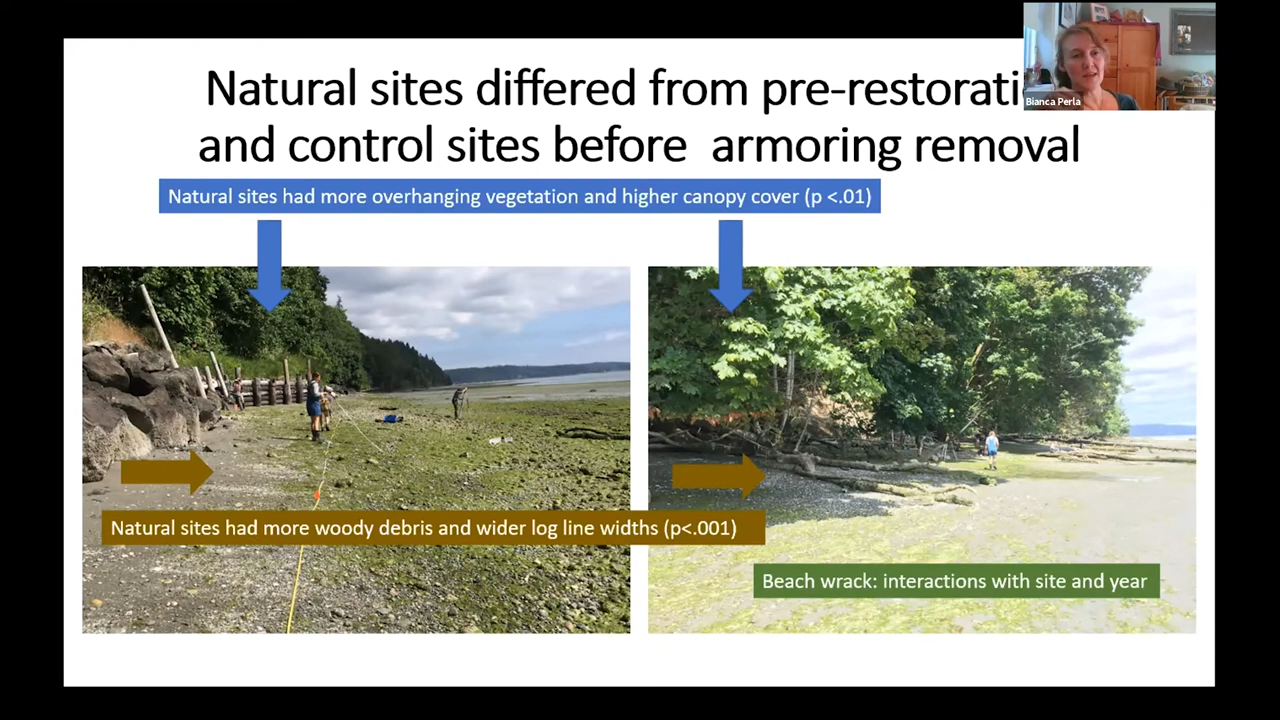 Natural sites differed from pre-restorati
and control sites before armoring removal
Bianca Perla
Natural sites had more overhanging vegetation and higher canopy cover (p <.01)
Natural sites had more woody debris and wider log line widths (p<.001)
Beach wrack: interactions with site and year